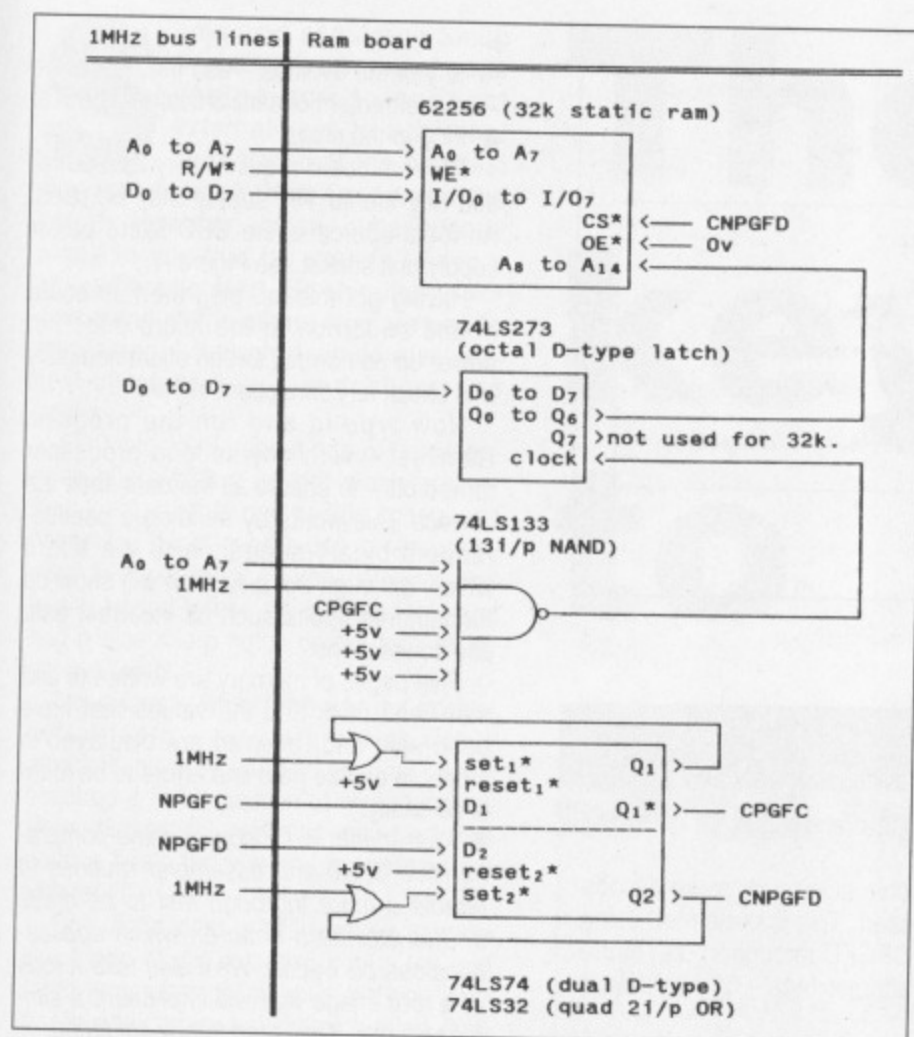 1MHz bus lines Ram board
62256 (32k static ram)
A0 to A7 A0 to A7
R/W* WE*
D0 to D7 I/O0 to I/O7
CS* CNPGFD
OE* 0v
A8 to A14
74LS273
(octal D-type latch)
D0 to D7 D0 to D7
Q0 to Q6
Q7 not used for 32k.
clock
74LS133
(13i/p NAND)
A0 to A7
1MHz
CPGFC
+5v
+5v
+5v
1MHz set1* Q1
+5v reset1*
NPGFC D1 Q1* CPGFC
NPGFD D2
+5v reset2*
1MHz set2* Q2 CNPGFD
74LS74 (dual D-type)
74LS32 (quad 2i/p OR)